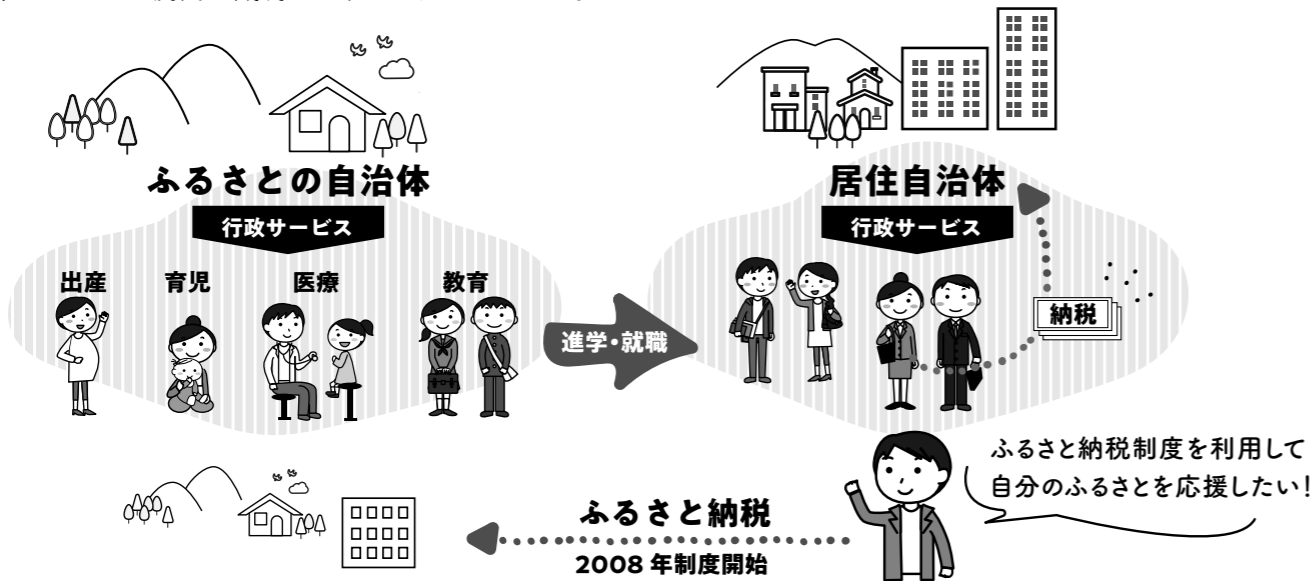 ふるさとの自治体
行政サービス
出産
育児
医療
教育
進学・就職
居住自治体
行政サービス
納税
ふるさと納税制度を利用して
自分のふるさとを応援したい！
ふるさと納税
2008年制度開始